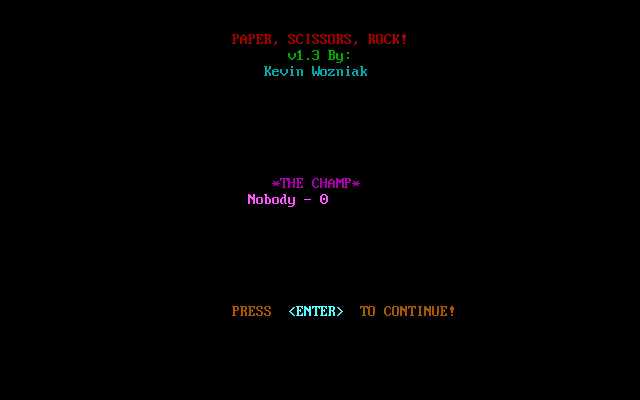 PAPER, SCISSORS, ROCK!
v1.3 By:
Kevin Wozniak
*THE CHAMP*
Nobody - 0
PRESS <ENTER> TO CONTINUE!